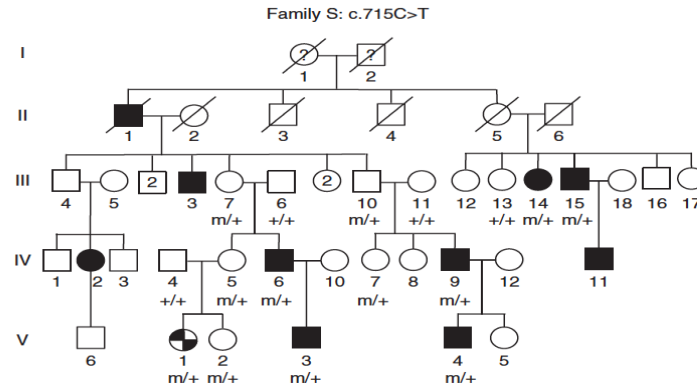 Family S: c.715C>T
I
? ?
1 2
II
1 2 3 4 5 6
III
2 2
4 5 3 7 6 10 11 12 13 14 15 18 16 17
m/+ +/+ m/+ +/+ +/+ m/+ m/+
IV
1 2 3 4 5 6 10 7 8 9 12 11
+/+ m/+ m/+ m/+ m/+
V
6 1 2 3 4 5
m/+ m/+ m/+ m/+